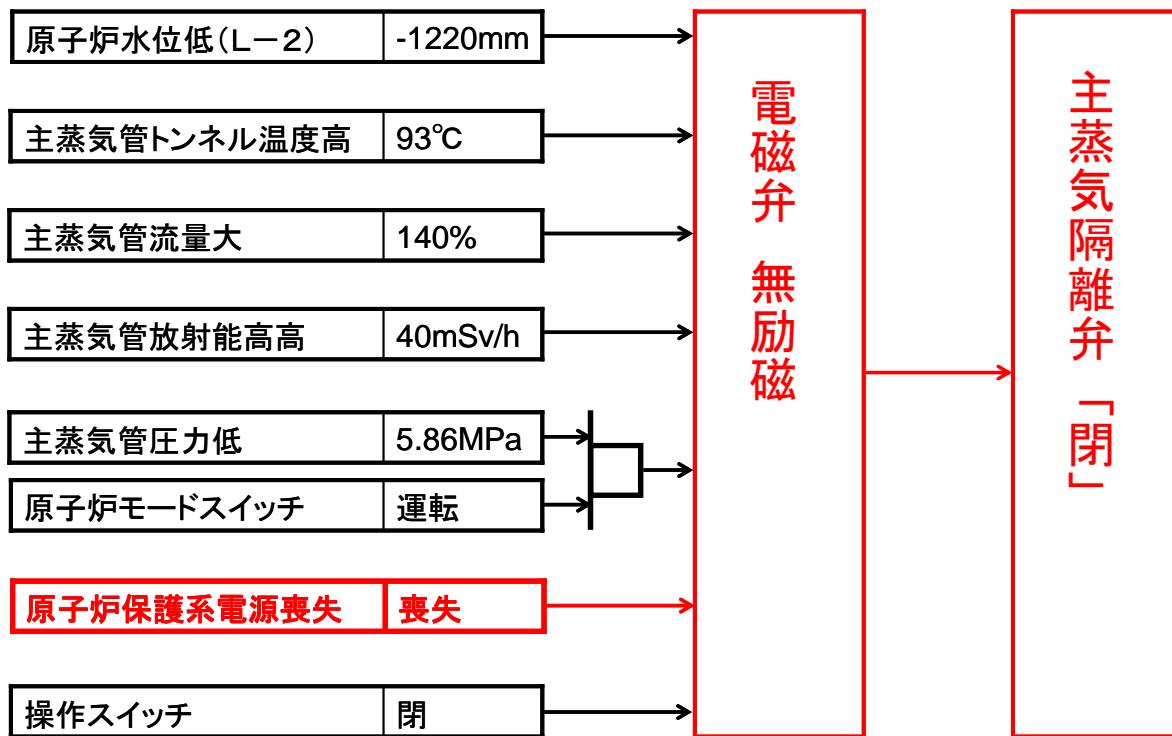 原子炉水位低(L－2) -1220mm
主蒸気管トンネル温度高 93℃
主蒸気管流量大 140%
主蒸気管放射能高高 40mSv/h
主蒸気管圧力低 5.86MPa
原子炉モードスイッチ 運転
原子炉保護系電源喪失 喪失
操作スイッチ 閉
電磁弁 無励磁
主蒸気隔離弁「閉」